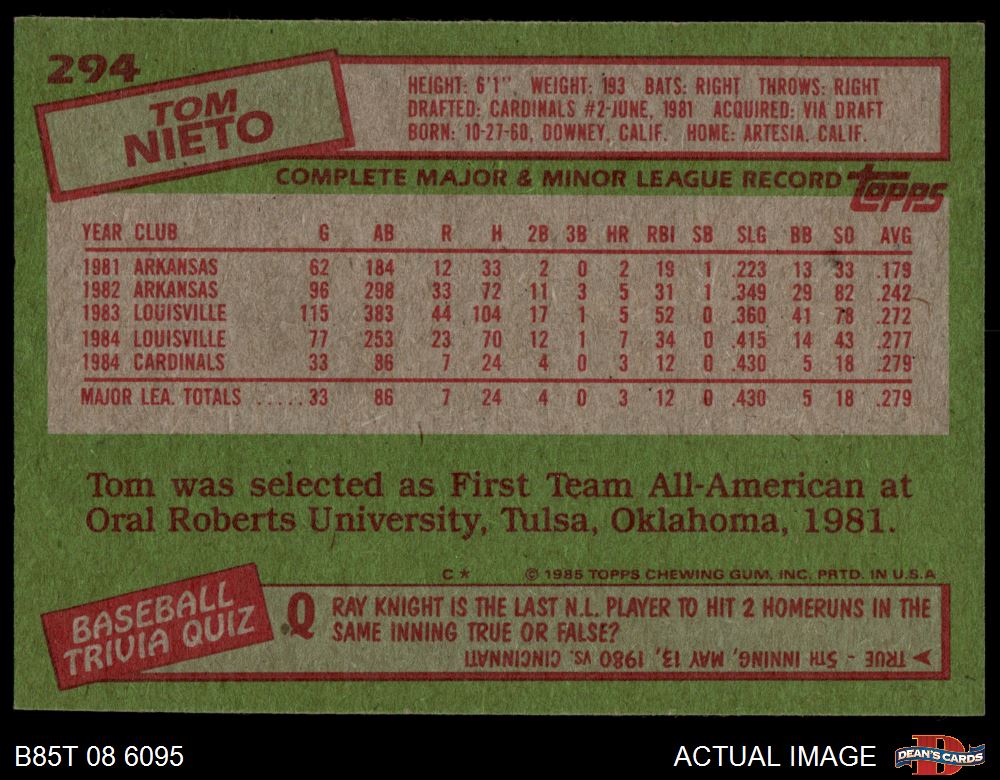 294
TOM
NIETO
HEIGHT: 6'1" WEIGHT: 193 BATS: RIGHT THROWS: RIGHT
DRAFTED: CARDINALS #2-JUNE, 1981 ACQUIRED: VIA DRAFT
BORN: 10-27-60, DOWNEY, CALIF. HOME: ARTESIA, CALIF.
COMPLETE MAJOR & MINOR LEAGUE RECORD topps
YEAR CLUB G AB R H 2B 3B HR RBI SB SLG BB SO AVG
1981 ARKANSAS 62 184 12 33 2 0 2 19 1 .223 13 33 .179
1982 ARKANSAS 96 298 33 72 11 3 5 31 1 .349 29 82 .242
1983 LOUISVILLE 115 383 44 104 17 1 5 52 0 .360 41 78 .272
1984 LOUISVILLE 77 253 23 70 12 1 7 34 0 .415 14 43 .277
1984 CARDINALS 33 86 7 24 4 0 3 12 0 .430 5 18 .279
MAJOR LEA. TOTALS .....33 86 7 24 4 0 3 12 0 .430 5 18 .279
Tom was selected as First Team All-American at
Oral Roberts University, Tulsa, Oklahoma, 1981.
C* © 1985 TOPPS CHEWING GUM, INC. PRTD. IN U.S.A
BASEBALL
TRIVIA QUIZ
Q RAY KNIGHT IS THE LAST N.L. PLAYER TO HIT 2 HOMERUNS IN THE
SAME INNING TRUE OR FALSE?
TRUE - 5TH INNING, MAY 13, 1980 vs. CINCINNATI
B85T 08 6095
ACTUAL IMAGE
D
DEAN'S CARDS